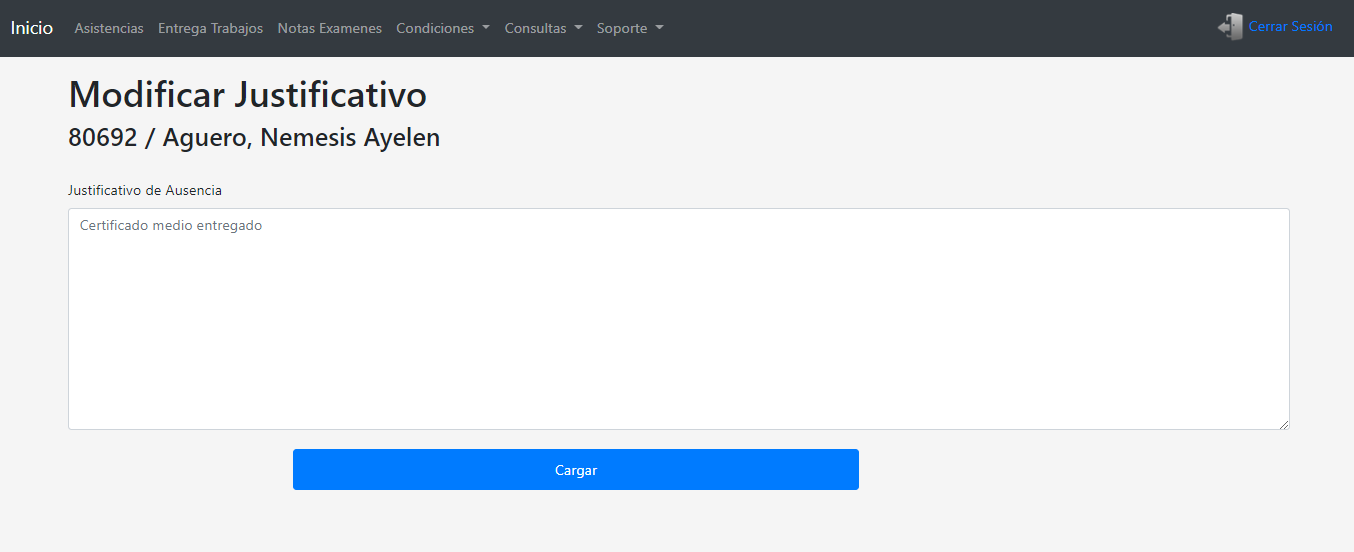 Inicio Asistencias Entrega Trabajos Notas Examenes Condiciones Consultas Soporte Cerrar Sesión
Modificar Justificativo
80692 / Aguero, Nemesis Ayelen
Justificativo de Ausencia
Certificado medio entregado
Cargar